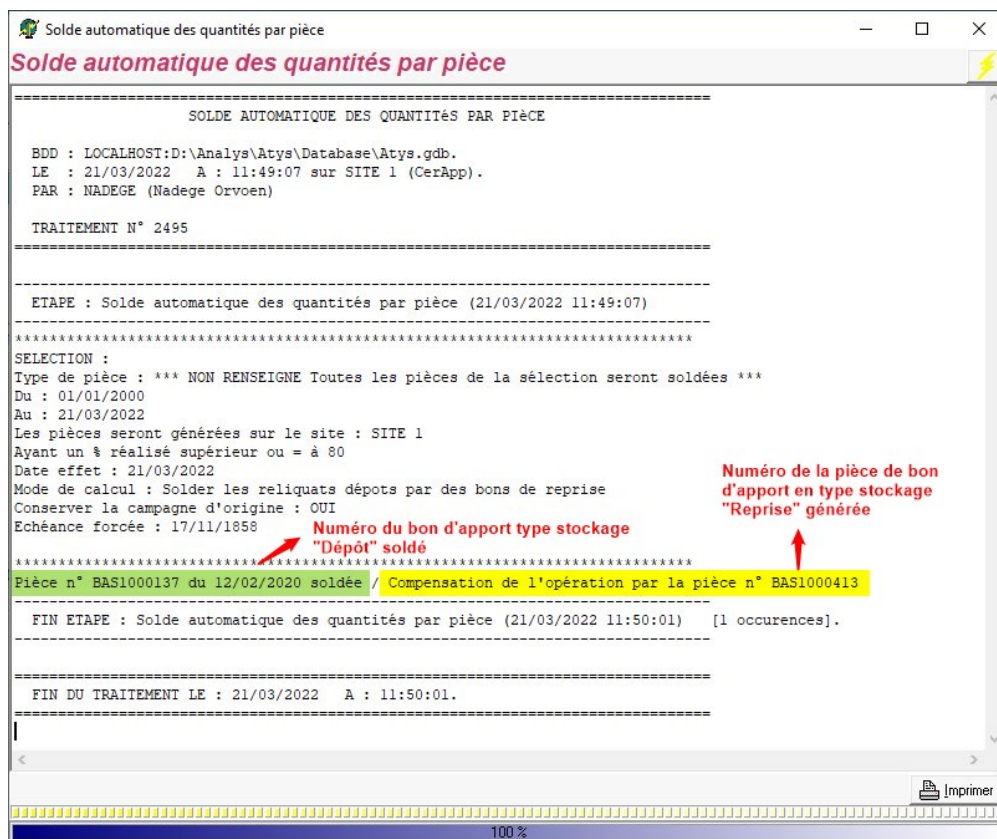 Solde automatique des quantités par pièce
Solde automatique des quantités par pièce
================================================================================
SOLDE AUTOMATIQUE DES QUANTITéS PAR PIèCE
BDD : LOCALHOST:D:\Analys\Atys\Database\Atys.gdb.
LE : 21/03/2022 A : 11:49:07 sur SITE 1 (CerApp).
PAR : NADEGE (Nadege Orvoen)
TRAITEMENT N° 2495
================================================================================
--------------------------------------------------------------------------------
ETAPE : Solde automatique des quantités par pièce (21/03/2022 11:49:07)
--------------------------------------------------------------------------------
******************************************************************************
SELECTION :
Type de pièce : *** NON RENSEIGNE Toutes les pièces de la sélection seront soldées ***
Du : 01/01/2000
Au : 21/03/2022
Les pièces seront générées sur le site : SITE 1
Ayant un % réalisé supérieur ou = à 80
Date effet : 21/03/2022
Mode de calcul : Solder les reliquats dépots par des bons de reprise
Conserver la campagne d'origine : OUI
Echéance forcée : 17/11/1858
Numéro de la pièce de bon
d'apport en type stockage
"Reprise" générée
Numéro du bon d'apport type stockage
"Dépôt" soldé
******************************************************************************
Pièce n° BAS1000137 du 12/02/2020 soldée / Compensation de l'opération par la pièce n° BAS1000413
--------------------------------------------------------------------------------
FIN ETAPE : Solde automatique des quantités par pièce (21/03/2022 11:50:01) [1 occurences].
--------------------------------------------------------------------------------
================================================================================
FIN DU TRAITEMENT LE : 21/03/2022 A : 11:50:01.
================================================================================
Imprimer
100 %